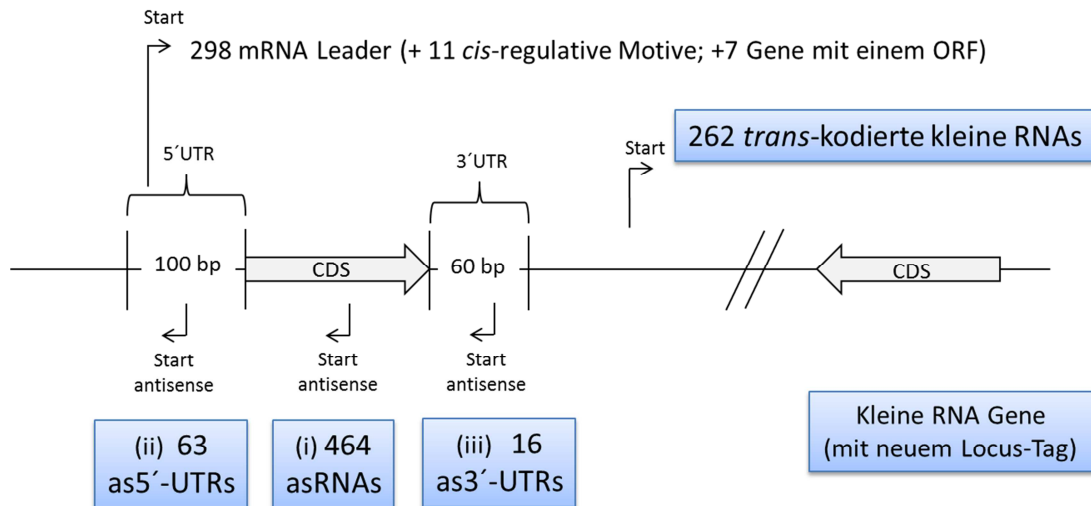 Start
298 mRNA Leader (+ 11 cis-regulative Motive; +7 Gene mit einem ORF)
262 trans-kodierte kleine RNAs
Start
5´UTR
3´UTR
100 bp
CDS
60 bp
CDS
Start
antisense
Start
antisense
Start
antisense
(ii) 63
as5´-UTRs
(i) 464
asRNAs
(iii) 16
as3´-UTRs
Kleine RNA Gene
(mit neuem Locus-Tag)